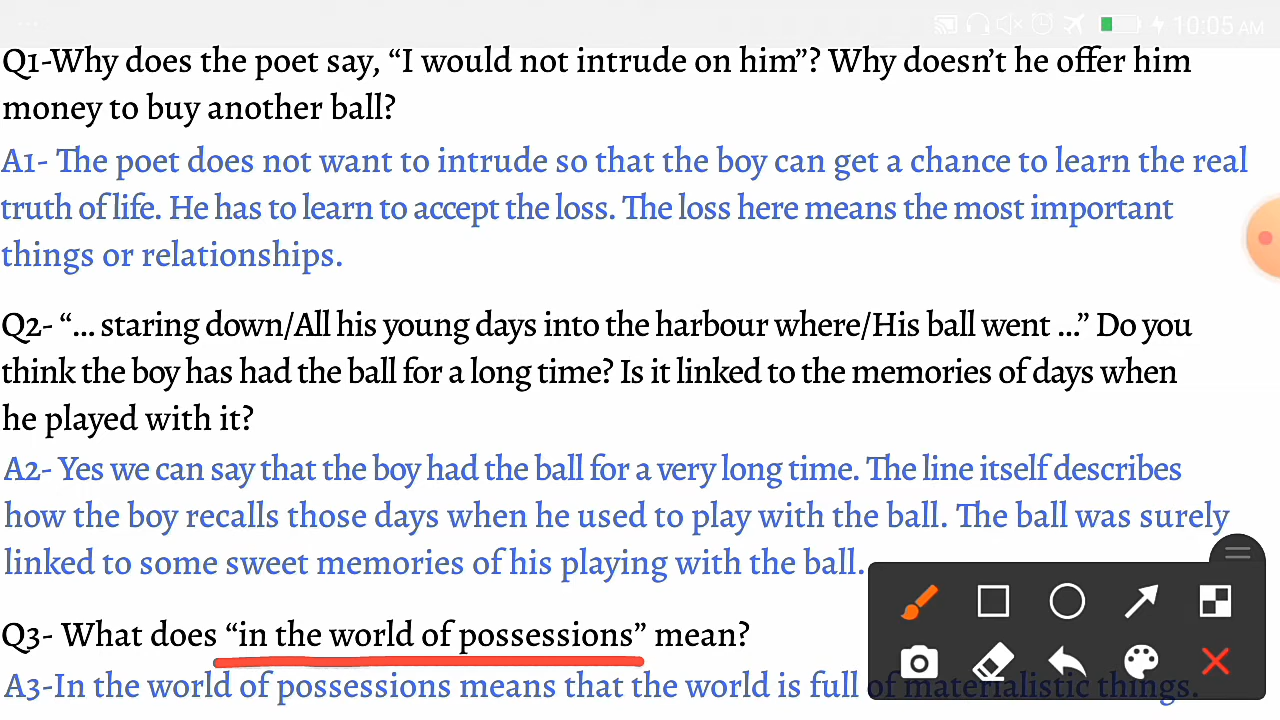 10:05 AM
Q1-Why does the poet say, “I would not intrude on him”? Why doesn’t he offer him
money to buy another ball?
A1- The poet does not want to intrude so that the boy can get a chance to learn the real
truth of life. He has to learn to accept the loss. The loss here means the most important
things or relationships.
Q2- “... staring down/All his young days into the harbour where/His ball went ...” Do you
think the boy has had the ball for a long time? Is it linked to the memories of days when
he played with it?
A2- Yes we can say that the boy had the ball for a very long time. The line itself describes
how the boy recalls those days when he used to play with the ball. The ball was surely
linked to some sweet memories of his playing with the ball.
Q3- What does “in the world of possessions” mean?
A3-In the world of possessions means that the world is full of materialistic things.